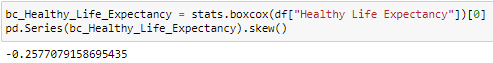 bc_Healthy_Life_Expectancy = stats.boxcox(df["Healthy Life Expectancy"])[0]
pd.Series(bc_Healthy_Life_Expectancy).skew()
-0.2577079158695435